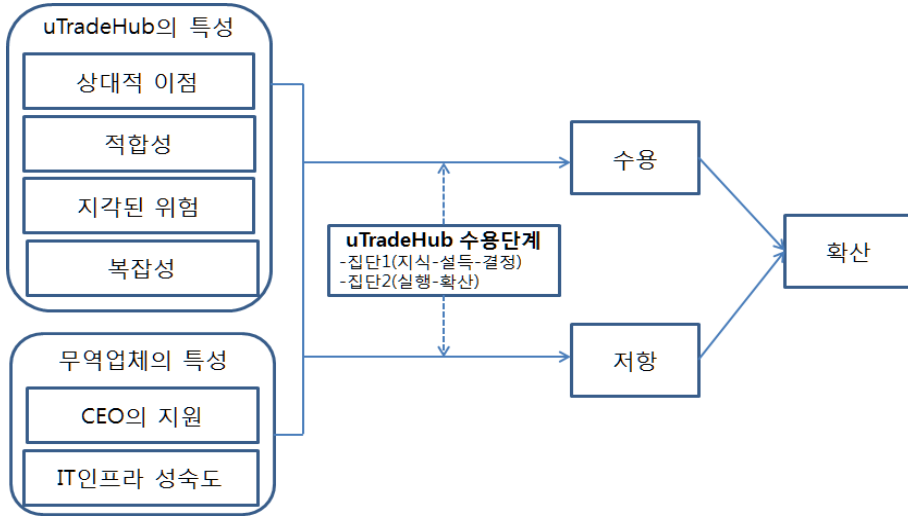 uTradeHub의 특성
상대적 이점
적합성
지각된 위험
복잡성
무역업체의 특성
CEO의 지원
IT인프라 성숙도
uTradeHub 수용단계
-집단1(지식-설득-결정)
-집단2(실행-확산)
수용
저항
확산